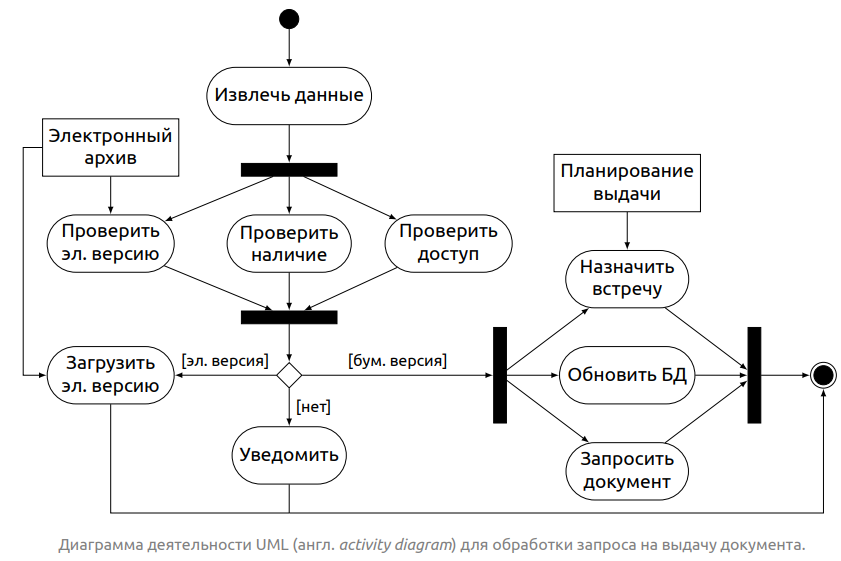 Извлечь данные
Электронный
архив
Планирование
выдачи
Проверить
эл. версию
Проверить
наличие
Проверить
доступ
Назначить
встречу
Загрузить
эл. версию
[эл. версия]
[бум. версия]
Обновить БД
[нет]
Уведомить
Запросить
документ
Диаграмма деятельности UML (англ. activity diagram) для обработки запроса на выдачу документа.